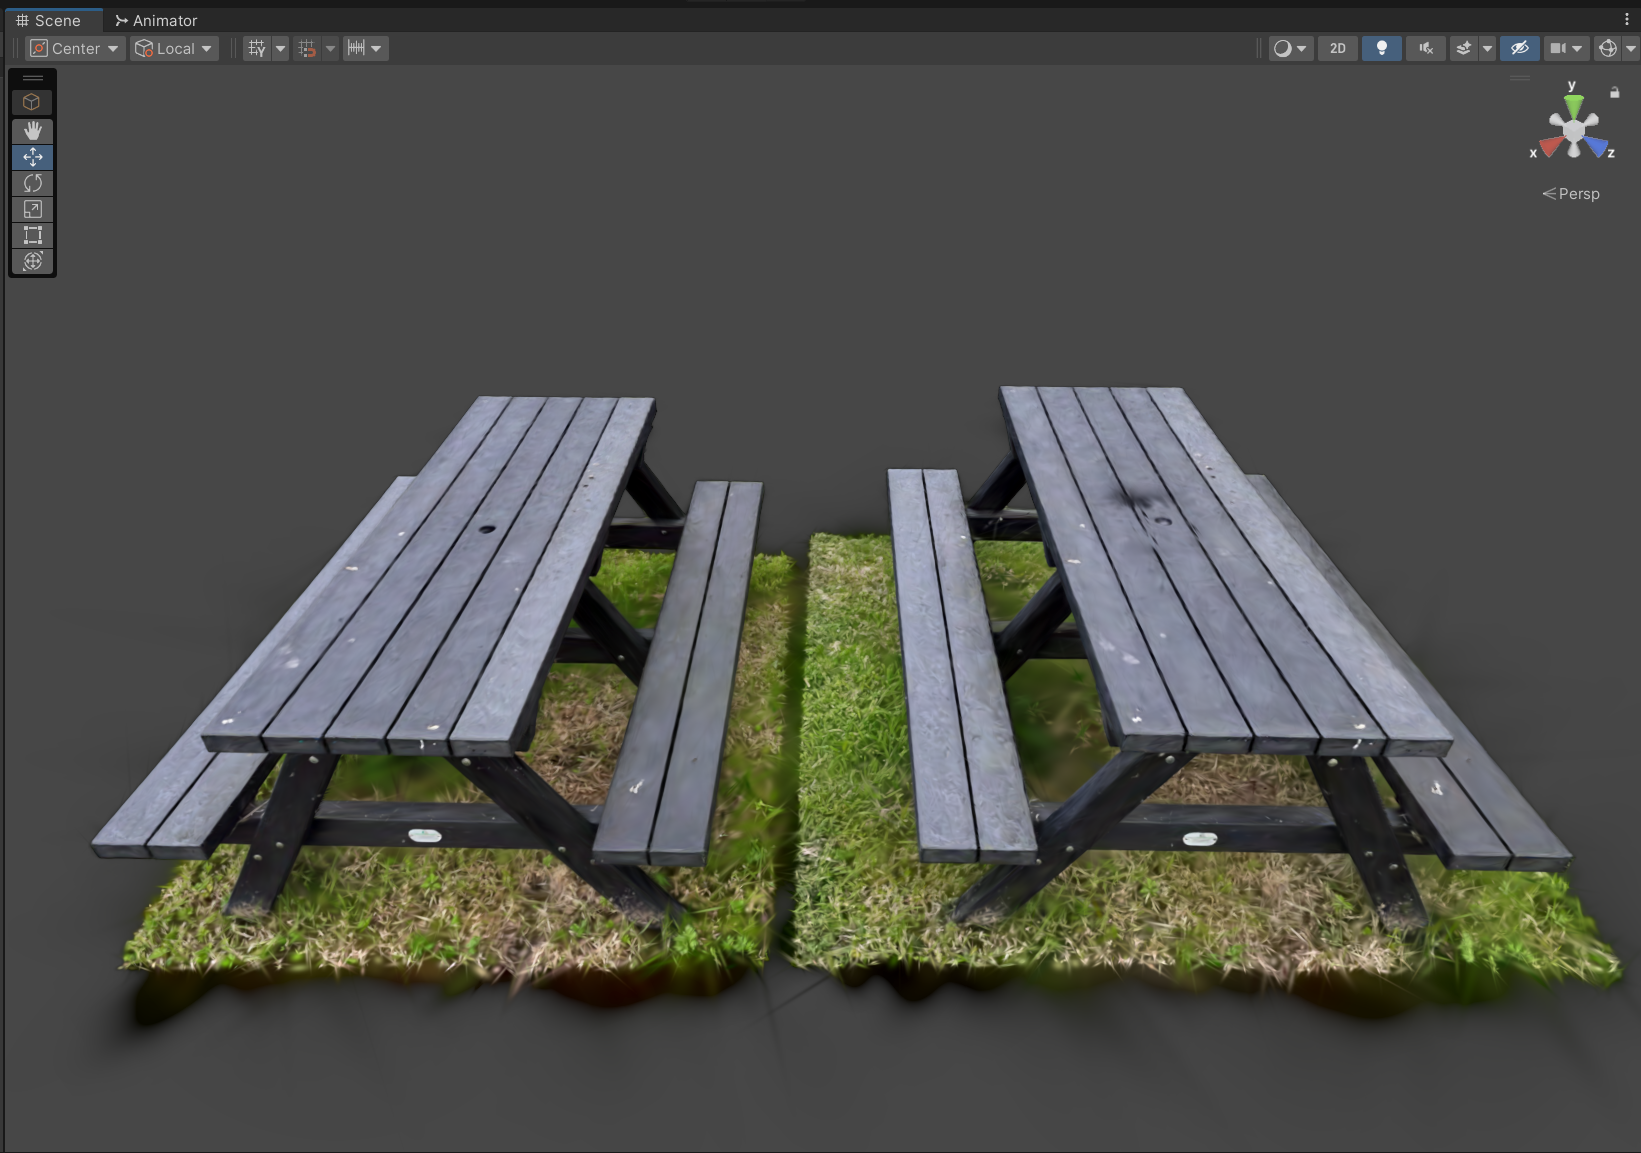 Scene
Animator
Center
Local
2D
y
x
z
Persp